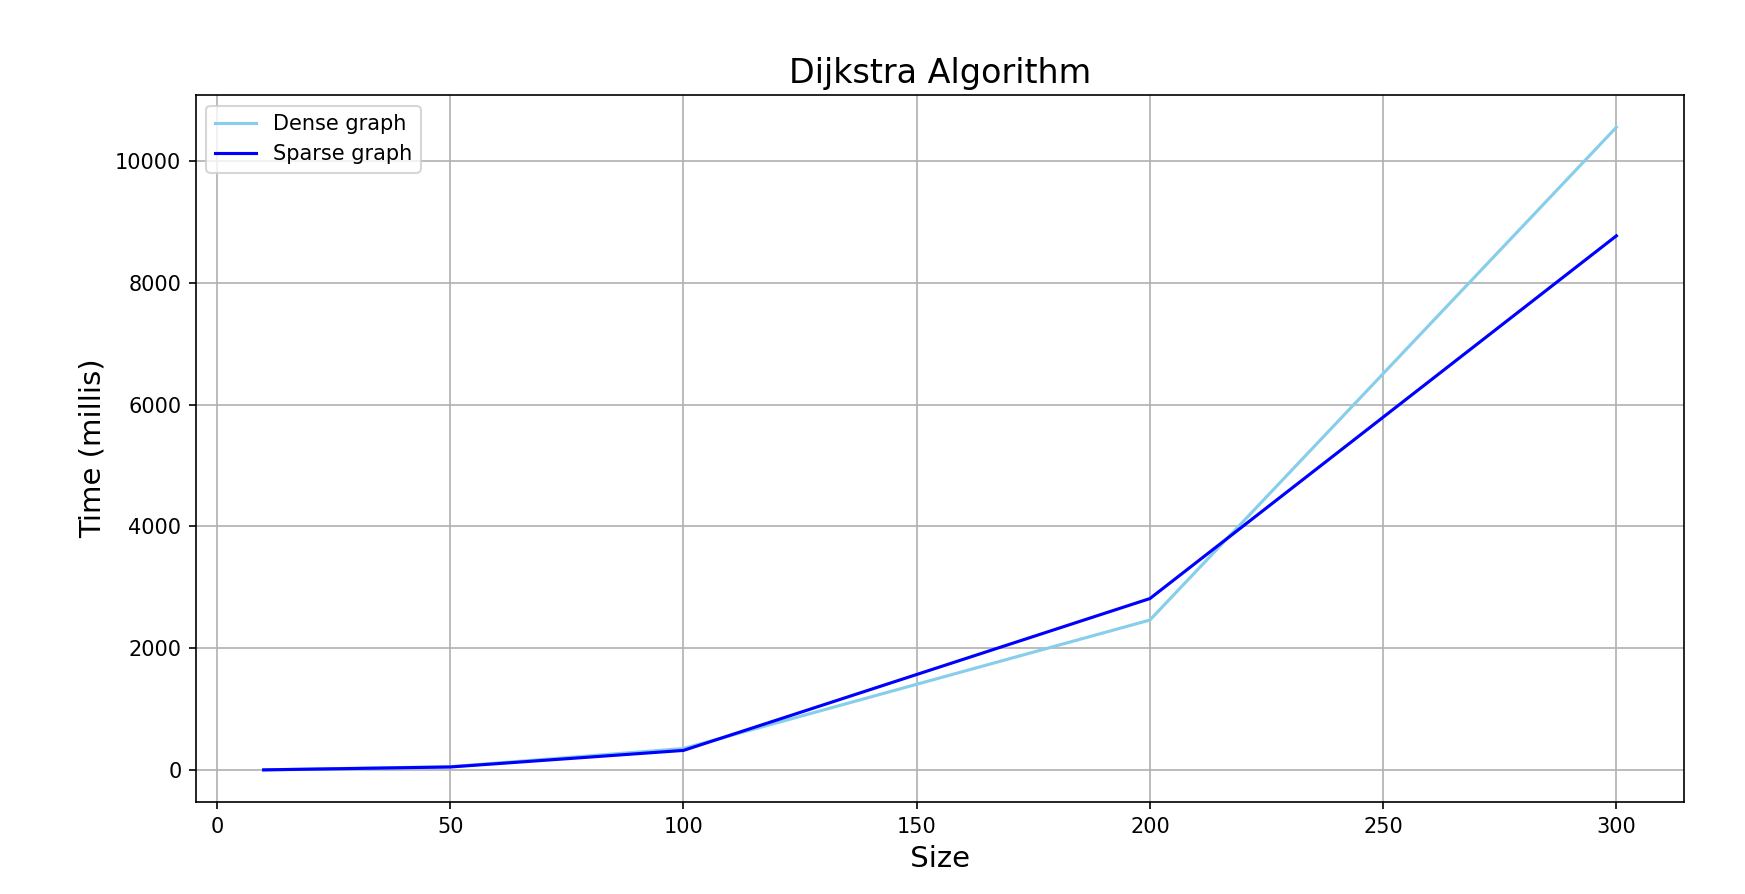 Dijkstra Algorithm
Dense graph
Sparse graph
10000
8000
6000
4000
2000
0
Time (millis)
0 50 100 150 200 250 300
Size